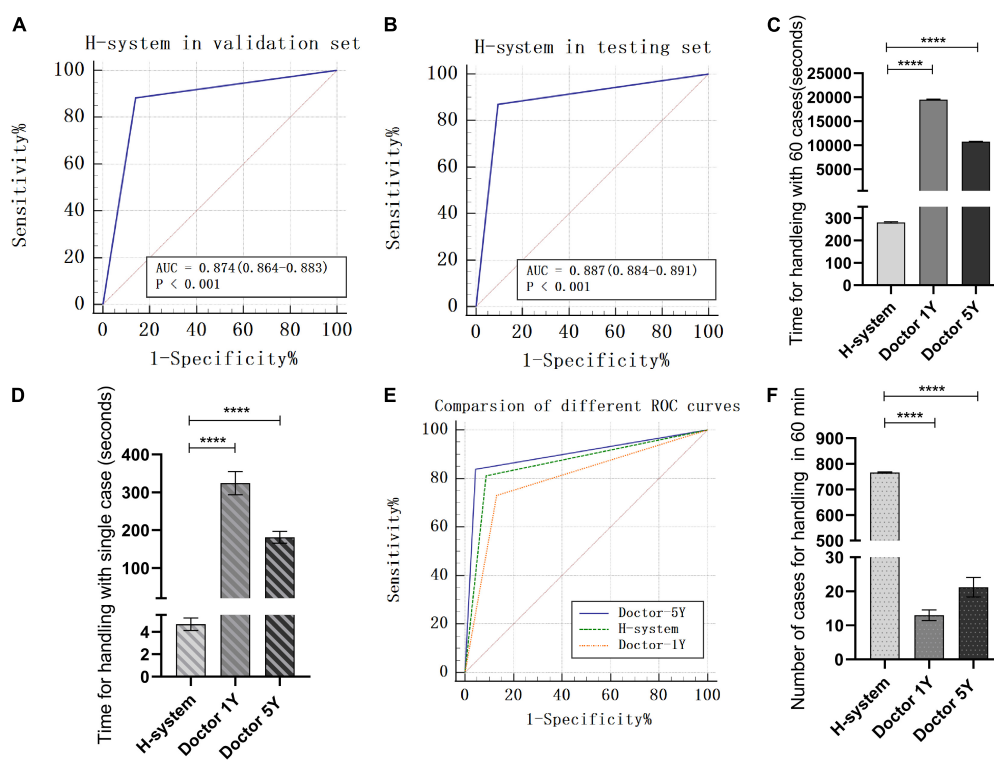 A
H-system in validation set
Sensitivity%
100
80
60
40
20
0
AUC = 0.874(0.864-0.883)
P < 0.001
0 20 40 60 80 100
1-Specificity%
B
H-system in testing set
Sensitivity%
100
80
60
40
20
0
AUC = 0.887(0.884-0.891)
P < 0.001
0 20 40 60 80 100
1-Specificity%
C
****
****
Time for handleing with 60 cases(seconds)
25000
20000
15000
10000
5000
300
200
100
0
H-system
Doctor 1Y
Doctor 5Y
D
****
****
Time for handling with single case (seconds)
400
300
200
100
4
2
0
H-system
Doctor 1Y
Doctor 5Y
E
Comparsion of different ROC curves
Sensitivity%
100
80
60
40
20
0
Doctor-5Y
H-system
Doctor-1Y
0 20 40 60 80 100
1-Specificity%
F
****
****
Number of cases for handling in 60 min
900
800
700
600
500
30
20
10
0
H-system
Doctor 1Y
Doctor 5Y